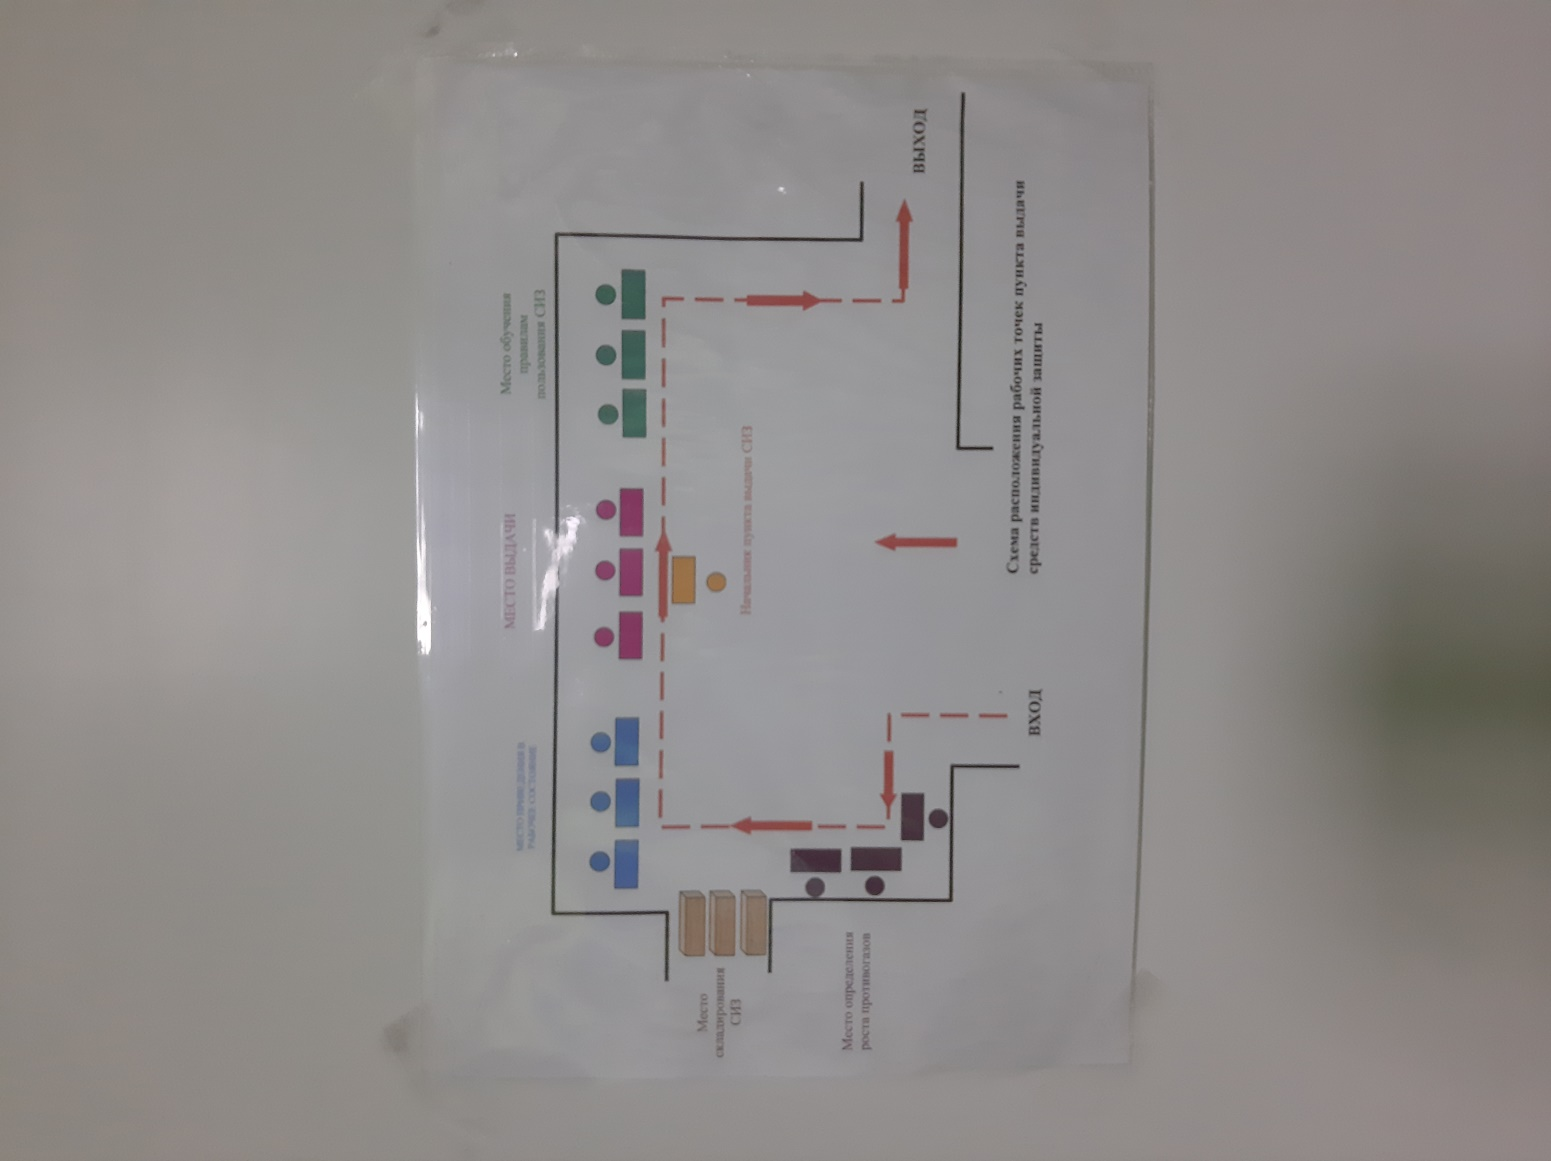 Место обучения
правилам
пользования СИЗ
МЕСТО ВЫДАЧИ
МЕСТО ПРИВЕДЕНИЯ В
РАБОЧЕЕ СОСТОЯНИЕ
Начальник пункта выдачи СИЗ
Место
складирования
СИЗ
Место определения
роста противогазов
ВХОД
ВЫХОД
Схема расположения рабочих точек пункта выдачи
средств индивидуальной защиты